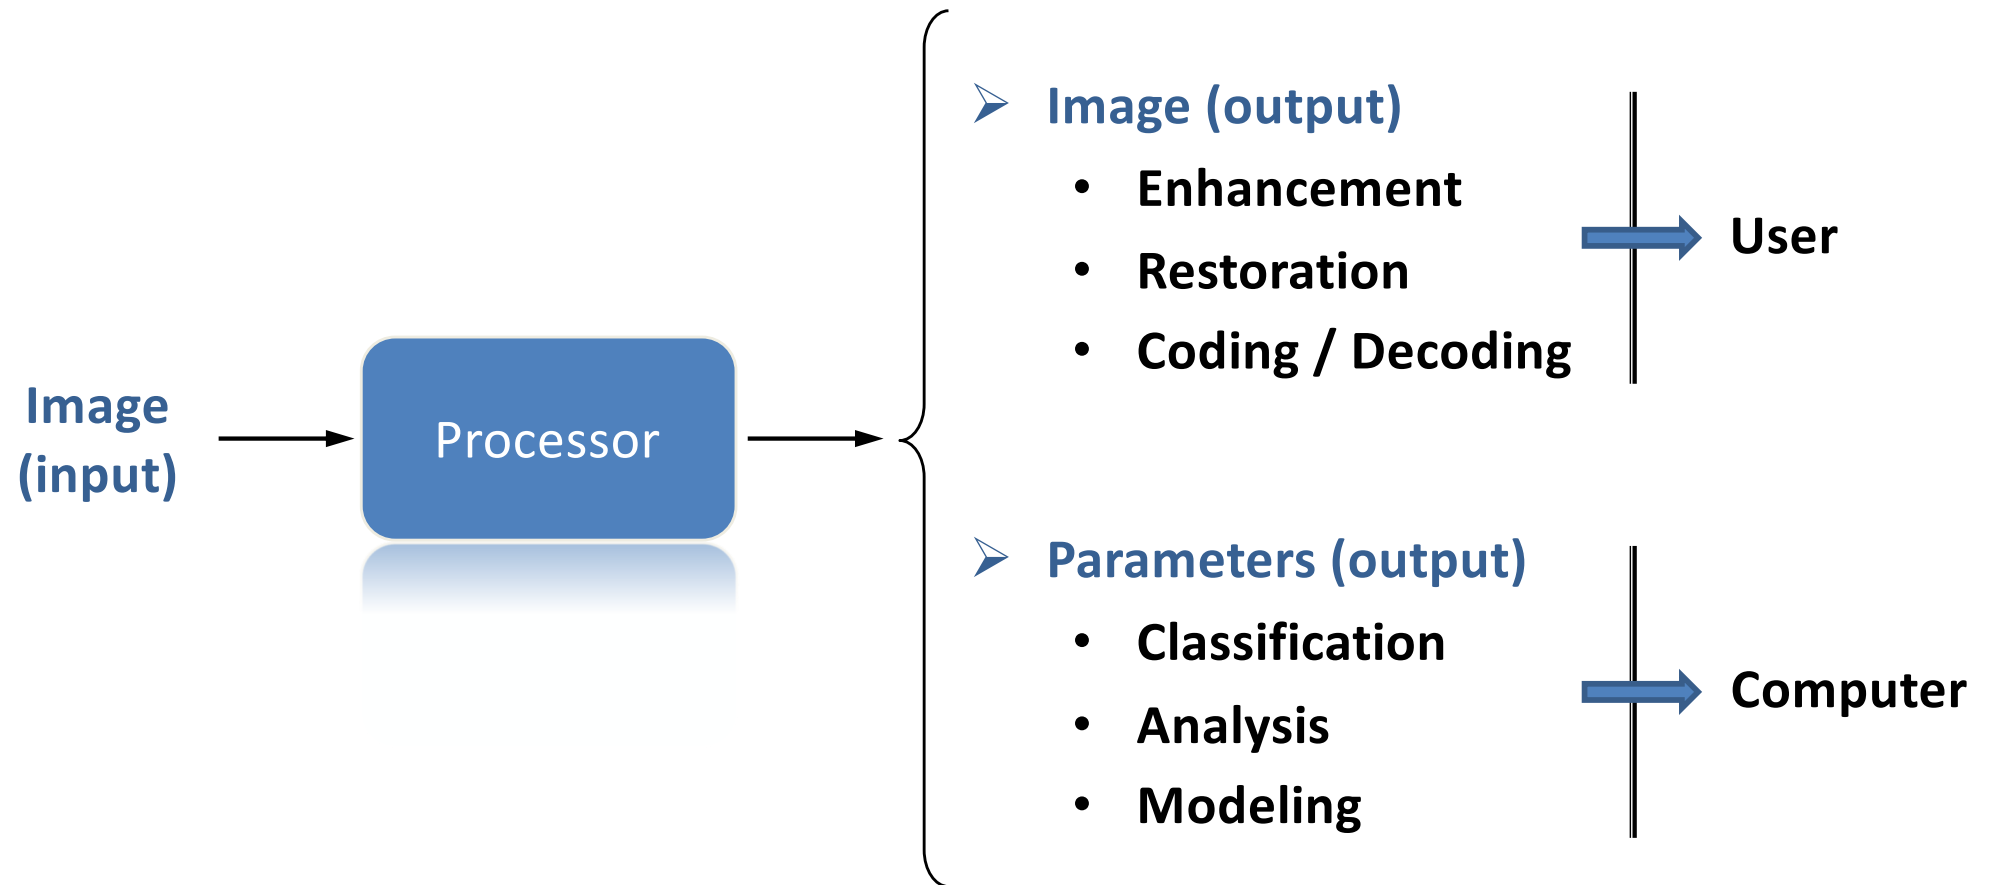 Image
(input)
Processor
Image (output)
• Enhancement
• Restoration
• Coding / Decoding
User
Parameters (output)
• Classification
• Analysis
• Modeling
Computer